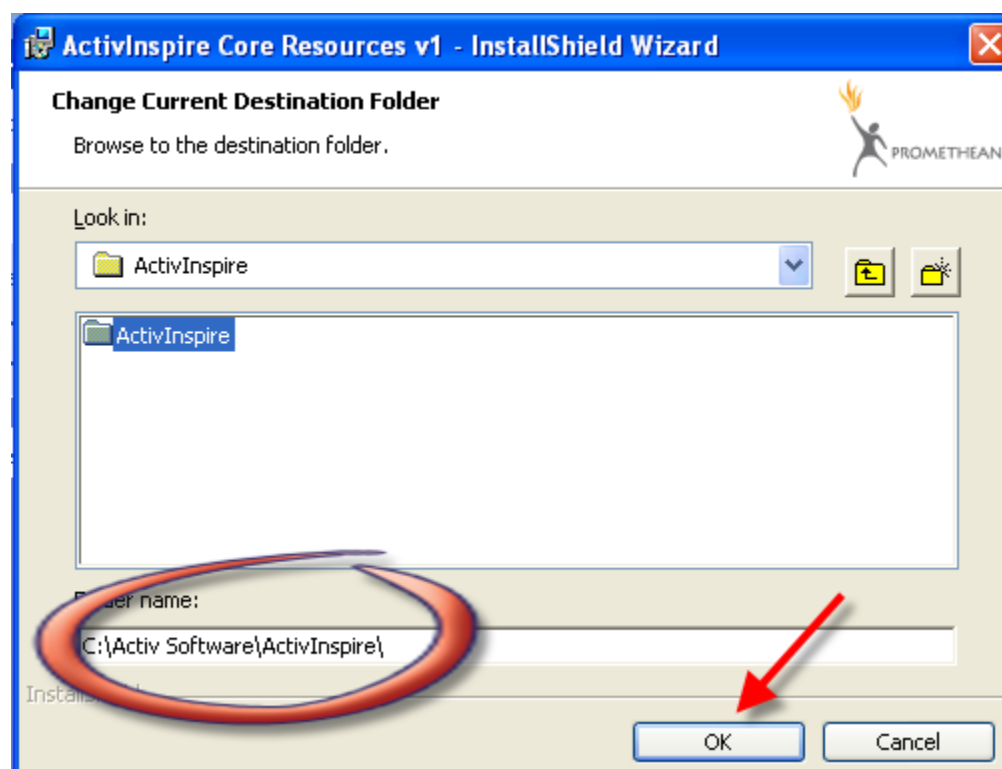 ActivInspire Core Resources v1 - InstallShield Wizard
Change Current Destination Folder
Browse to the destination folder.
PROMETHEAN
Look in:
ActivInspire
ActivInspire
name:
C:\Activ Software\ActivInspire\
OK
Cancel